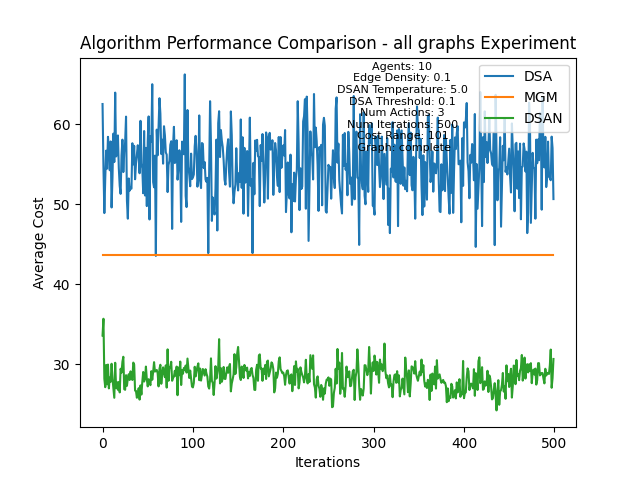 Algorithm Performance Comparison - all graphs Experiment
Agents: 10
Edge Density: 0.1
DSAN Temperature: 5.0
DSA Threshold: 0.1
Num Actions: 3
Num Iterations: 500
Cost Range: 101
Graph: complete
DSA
MGM
DSAN
60
50
40
30
Average Cost
0 100 200 300 400 500
Iterations